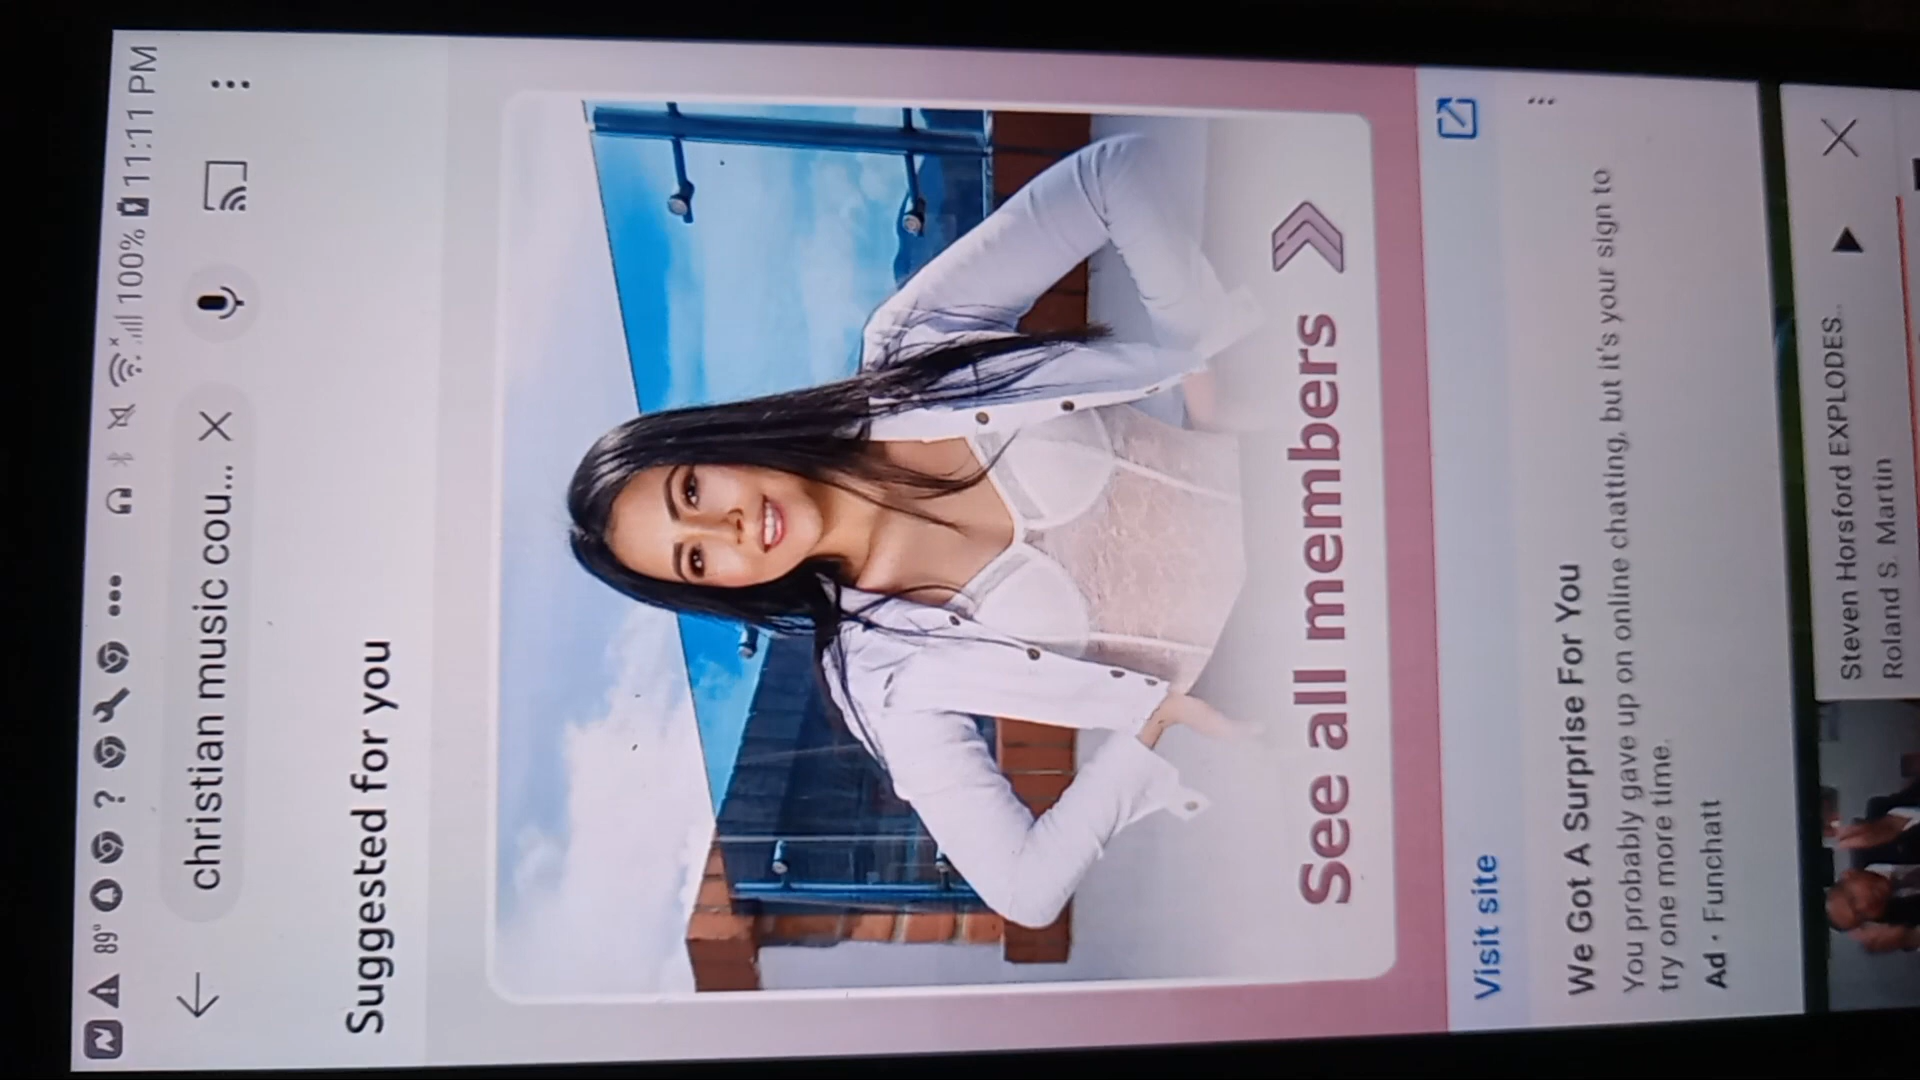 89° ? 100% 11:11 PM
christian music cou...
Suggested for you
See all members
Visit site
We Got A Surprise For You
You probably gave up on online chatting, but it's your sign to
try one more time.
Ad · Funchatt
Steven Horsford EXPLODES...
Roland S. Martin